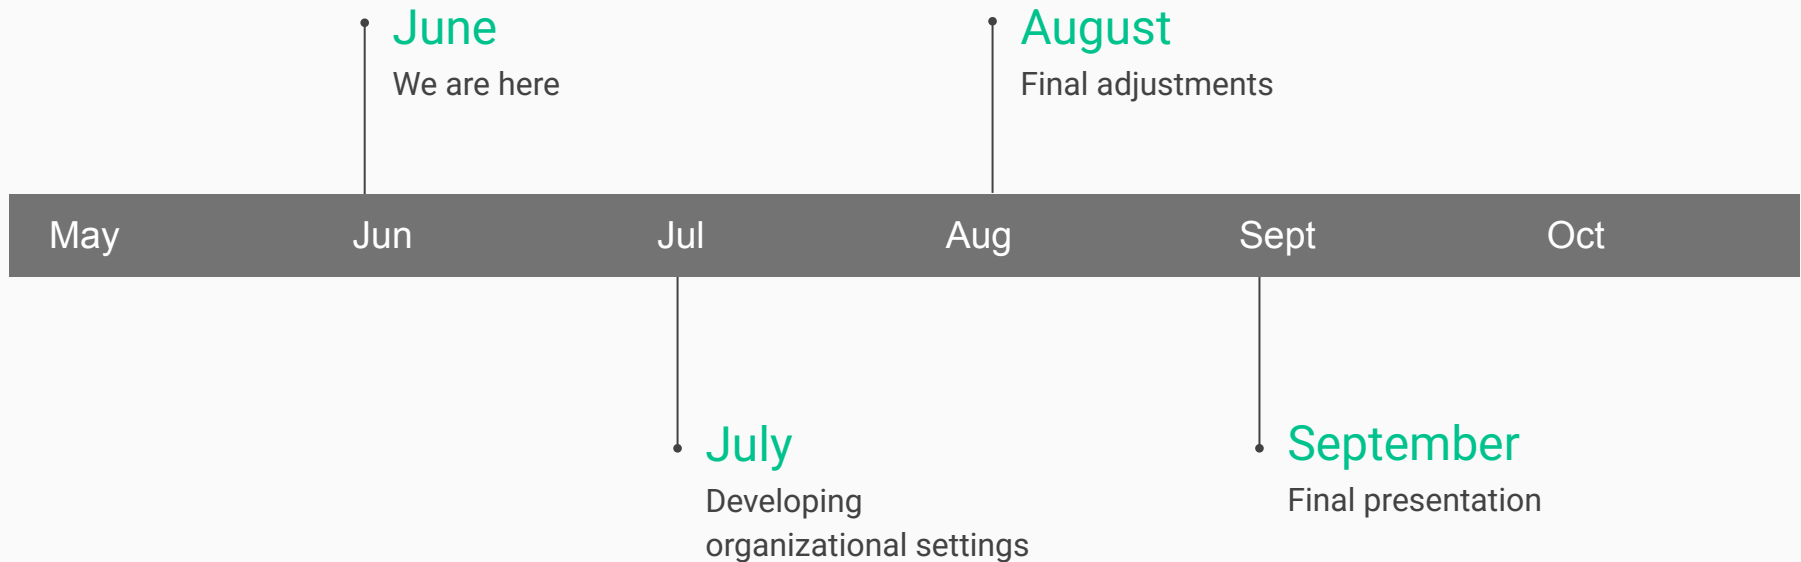 June
We are here
August
Final adjustments
May Jun Jul Aug Sept Oct
July
Developing
organizational settings
September
Final presentation